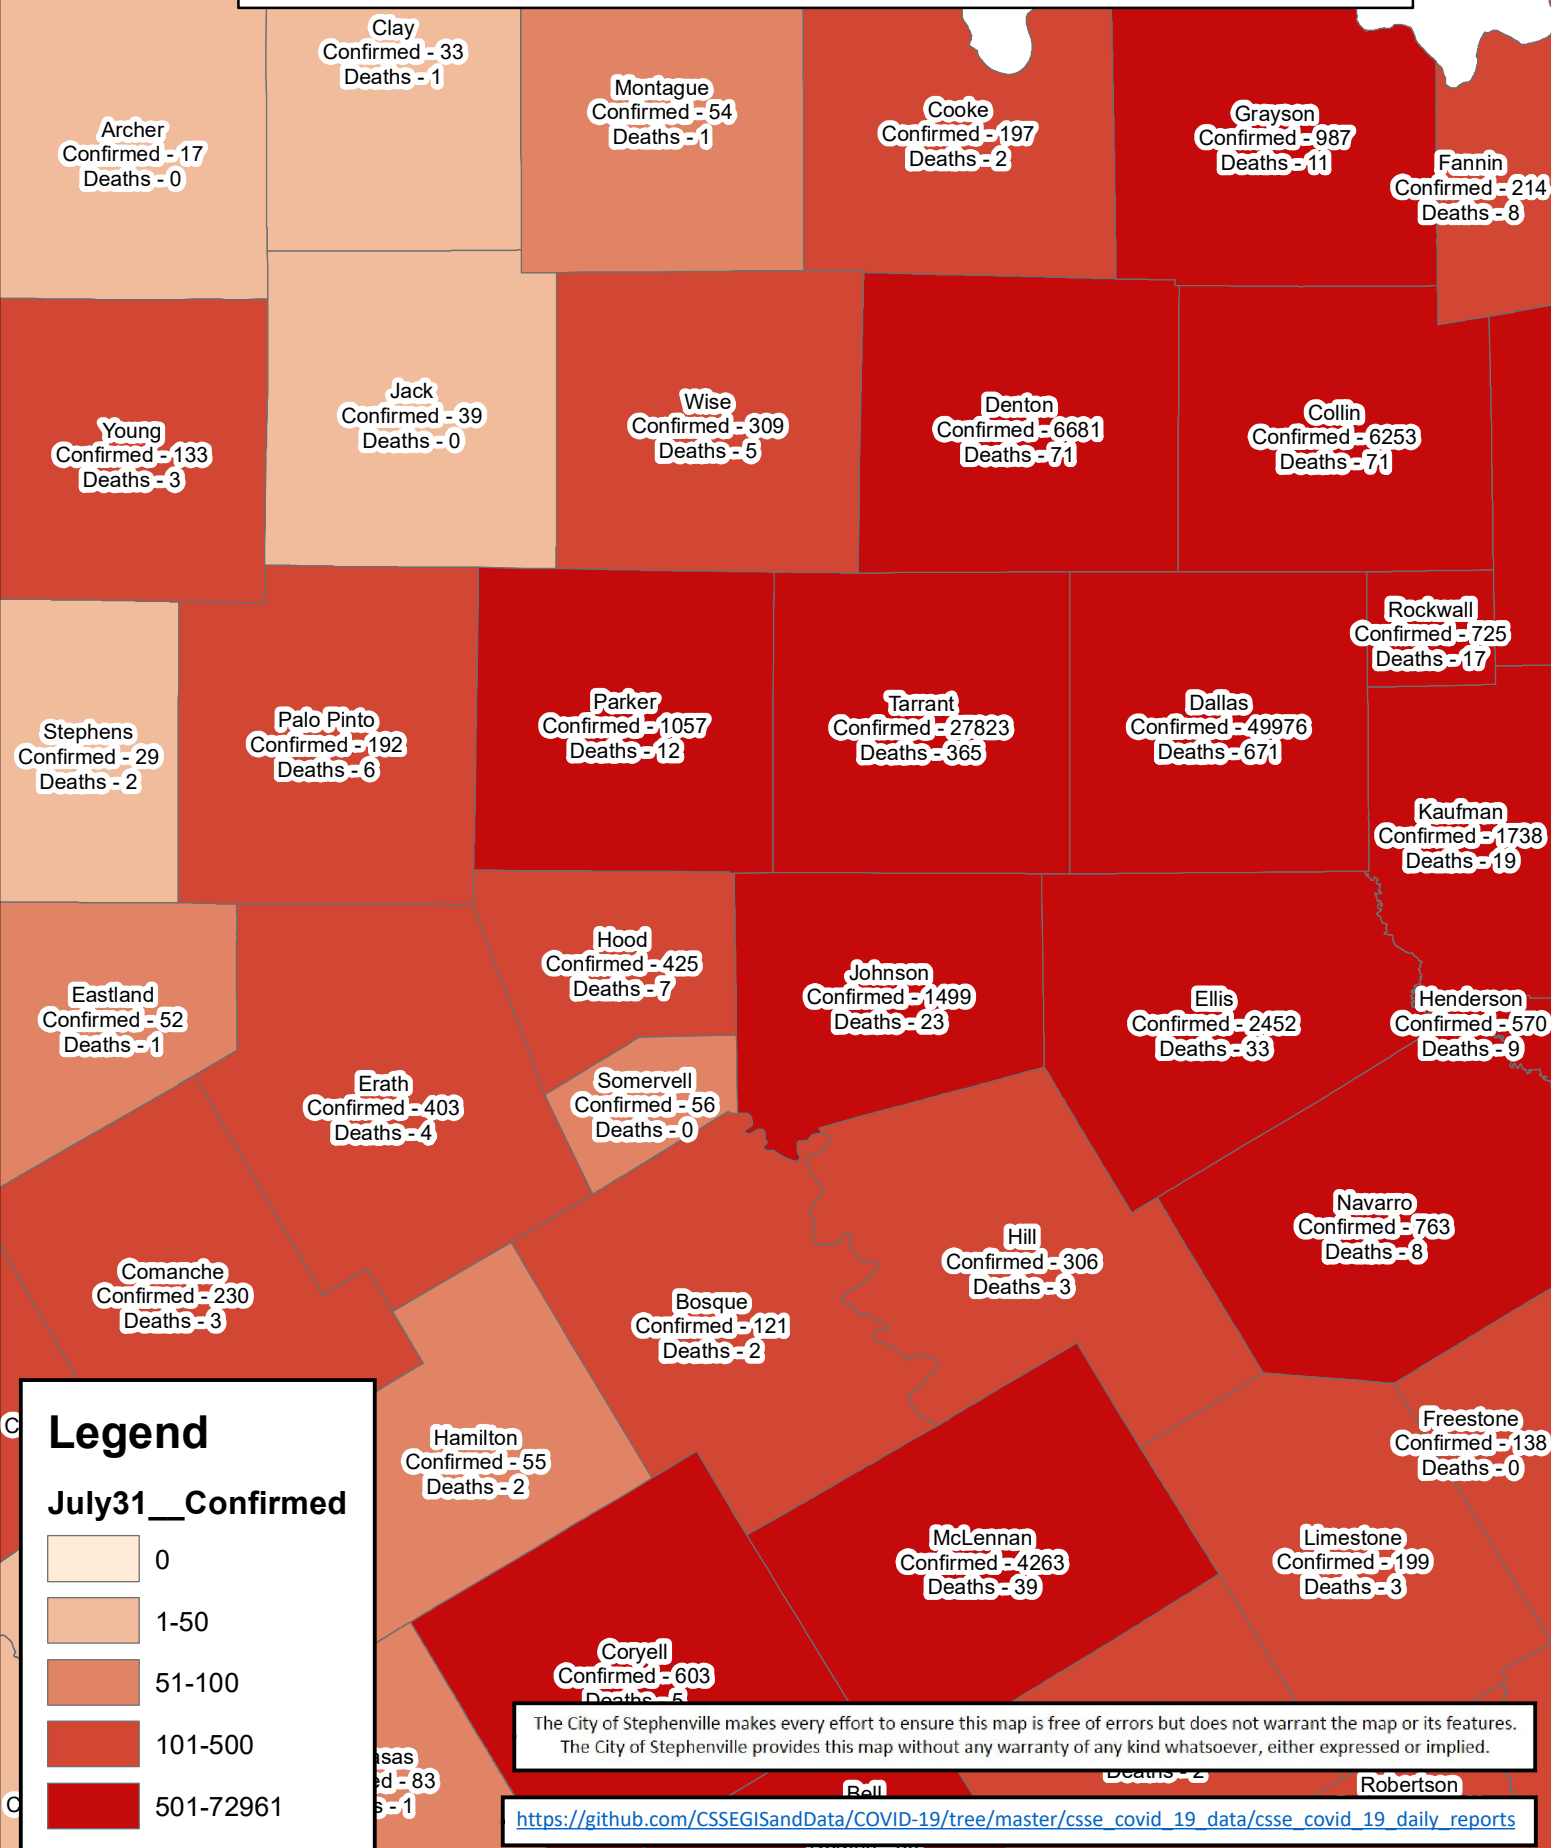 Clay
Confirmed - 33
Deaths - 1
Montague
Confirmed - 54
Deaths - 1
Cooke
Confirmed - 197
Deaths - 2
Grayson
Confirmed - 987
Deaths - 11
Archer
Confirmed - 17
Deaths - 0
Fannin
Confirmed - 214
Deaths - 8
Young
Confirmed - 133
Deaths - 3
Jack
Confirmed - 39
Deaths - 0
Wise
Confirmed - 309
Deaths - 5
Denton
Confirmed - 6681
Deaths - 71
Collin
Confirmed - 6253
Deaths - 71
Rockwall
Confirmed - 725
Deaths - 17
Stephens
Confirmed - 29
Deaths - 2
Palo Pinto
Confirmed - 192
Deaths - 6
Parker
Confirmed - 1057
Deaths - 12
Tarrant
Confirmed - 27823
Deaths - 365
Dallas
Confirmed - 49976
Deaths - 671
Kaufman
Confirmed - 1738
Deaths - 19
Eastland
Confirmed - 52
Deaths - 1
Hood
Confirmed - 425
Deaths - 7
Johnson
Confirmed - 1499
Deaths - 23
Ellis
Confirmed - 2452
Deaths - 33
Henderson
Confirmed - 570
Deaths - 9
Erath
Confirmed - 403
Deaths - 4
Somervell
Confirmed - 56
Deaths - 0
Comanche
Confirmed - 230
Deaths - 3
Bosque
Confirmed - 121
Deaths - 2
Hill
Confirmed - 306
Deaths - 3
Navarro
Confirmed - 763
Deaths - 8
Hamilton
Confirmed - 55
Deaths - 2
Freestone
Confirmed - 138
Deaths - 0
McLennan
Confirmed - 4263
Deaths - 39
Limestone
Confirmed - 199
Deaths - 3
Coryell
Confirmed - 603
Deaths - 5
asas
ed - 83
s - 1
Deaths - 2
Bell
Robertson
C
C
Legend
July31__Confirmed
0
1-50
51-100
101-500
501-72961
The City of Stephenville makes every effort to ensure this map is free of errors but does not warrant the map or its features.
The City of Stephenville provides this map without any warranty of any kind whatsoever, either expressed or implied.
https://github.com/CSSEGISandData/COVID-19/tree/master/csse_covid_19_data/csse_covid_19_daily_reports